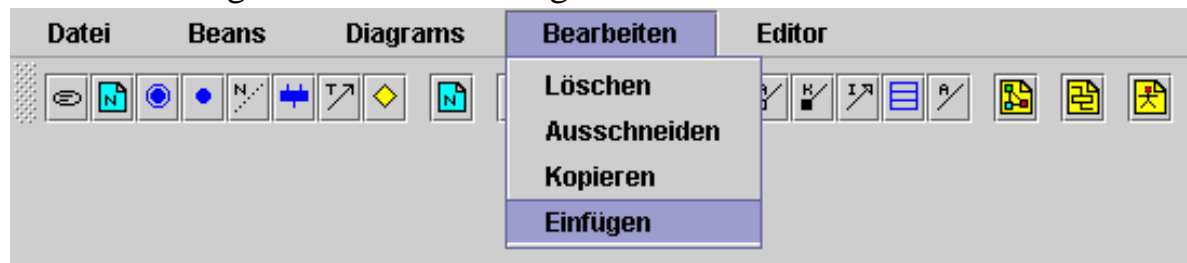 Datei Beans Diagrams Bearbeiten Editor
N N T N A K I A
Löschen
Ausschneiden
Kopieren
Einfügen